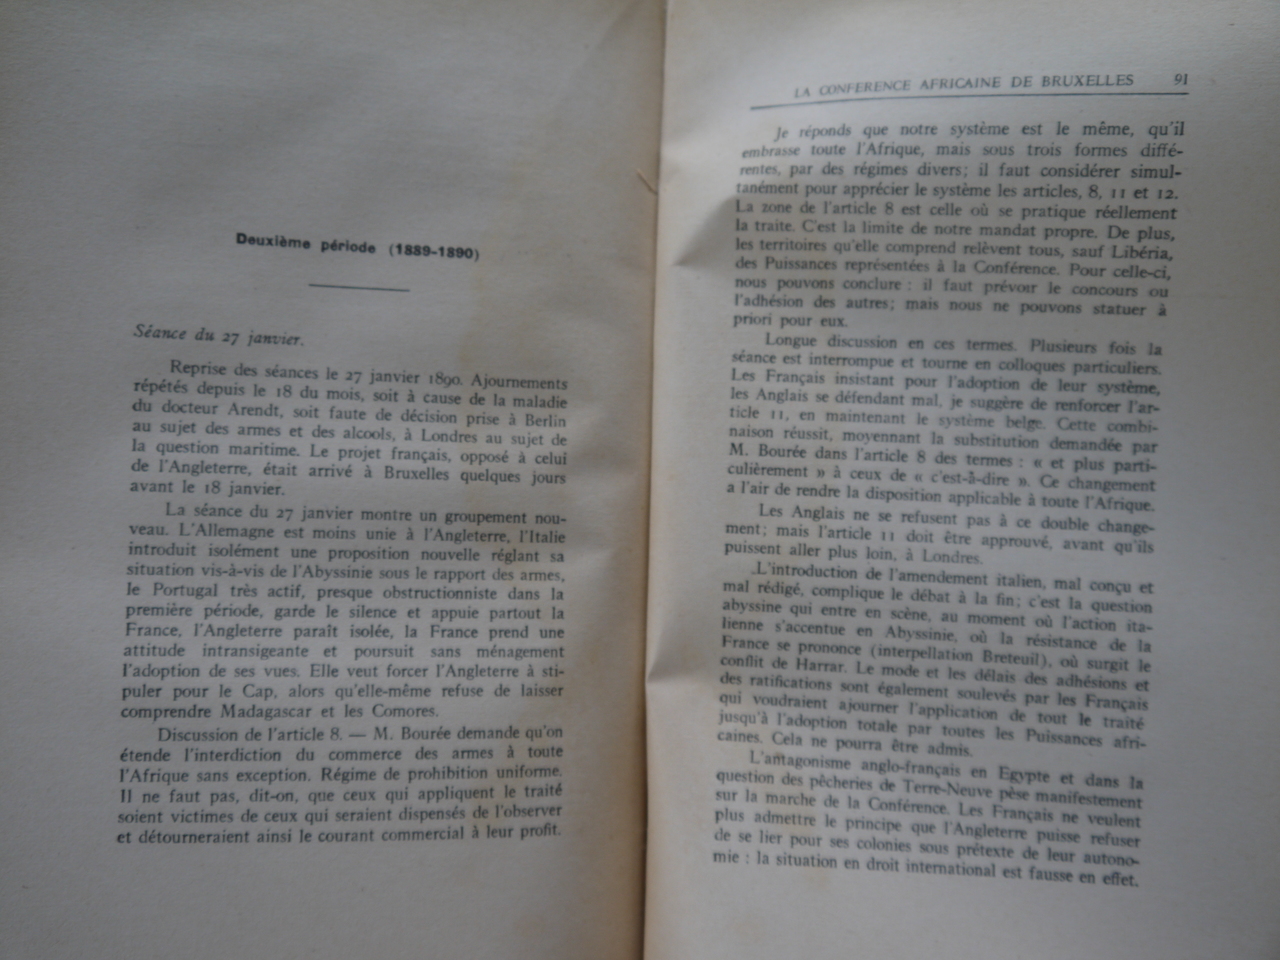 Deuxième période (1889-1890)
Séance du 27 janvier.
Reprise des séances le 27 janvier 1890. Ajournements
répétés depuis le 18 du mois, soit à cause de la maladie
du docteur Arendt, soit faute de décision prise à Berlin
au sujet des armes et des alcools, à Londres au sujet de
la question maritime. Le projet français, opposé à celui
de l'Angleterre, était arrivé à Bruxelles quelques jours
avant le 18 janvier.
La séance du 27 janvier montre un groupement nou-
veau. L'Allemagne est moins unie à l'Angleterre, l'Italie
introduit isolément une proposition nouvelle réglant sa
situation vis-à-vis de l'Abyssinie sous le rapport des armes,
le Portugal très actif, presque obstructionniste dans la
première période, garde le silence et appuie partout la
France, l'Angleterre paraît isolée, la France prend une
attitude intransigeante et poursuit sans ménagement
l'adoption de ses vues. Elle veut forcer l'Angleterre à sti-
puler pour le Cap, alors qu'elle-même refuse de laisser
comprendre Madagascar et les Comores.
Discussion de l'article 8. — M. Bourée demande qu'on
étende l'interdiction du commerce des armes à toute
l'Afrique sans exception. Régime de prohibition uniforme.
Il ne faut pas, dit-on, que ceux qui appliquent le traité
soient victimes de ceux qui seraient dispensés de l'observer
et détourneraient ainsi le courant commercial à leur profit.
LA CONFERENCE AFRICAINE DE BRUXELLES 91
Je réponds que notre système est le même, qu'il
embrasse toute l'Afrique, mais sous trois formes diffé-
rentes, par des régimes divers; il faut considérer simul-
tanément pour apprécier le système les articles, 8, 11 et 12.
La zone de l'article 8 est celle où se pratique réellement
la traite. C'est la limite de notre mandat propre. De plus,
les territoires qu'elle comprend relèvent tous, sauf Libéria,
des Puissances représentées à la Conférence. Pour celle-ci,
nous pouvons conclure : il faut prévoir le concours ou
l'adhésion des autres; mais nous ne pouvons statuer à
priori pour eux.
Longue discussion en ces termes. Plusieurs fois la
séance est interrompue et tourne en colloques particuliers.
Les Français insistant pour l'adoption de leur système,
les Anglais se défendant mal, je suggère de renforcer l'ar-
ticle 11, en maintenant le système belge. Cette combi-
naison réussit, moyennant la substitution demandée par
M. Bourée dans l'article 8 des termes : « et plus parti-
culièrement » à ceux de « c'est-à-dire ». Ce changement
a l'air de rendre la disposition applicable à toute l'Afrique.
Les Anglais ne se refusent pas à ce double change-
ment; mais l'article 11 doit être approuvé, avant qu'ils
puissent aller plus loin, à Londres.
L'introduction de l'amendement italien, mal conçu et
mal rédigé, complique le débat à la fin; c'est la question
abyssine qui entre en scène, au moment où l'action ita-
lienne s'accentue en Abyssinie, où la résistance de la
France se prononce (interpellation Breteuil), où surgit le
conflit de Harrar. Le mode et les délais des adhésions et
des ratifications sont également soulevés par les Français
qui voudraient ajourner l'application de tout le traité
jusqu'à l'adoption totale par toutes les Puissances afri-
caines. Cela ne pourra être admis.
L'antagonisme anglo-français en Egypte et dans la
question des pêcheries de Terre-Neuve pèse manifestement
sur la marche de la Conférence. Les Français ne veulent
plus admettre le principe que l'Angleterre puisse refuser
de se lier pour ses colonies sous prétexte de leur autono-
mie : la situation en droit international est fausse en effet.